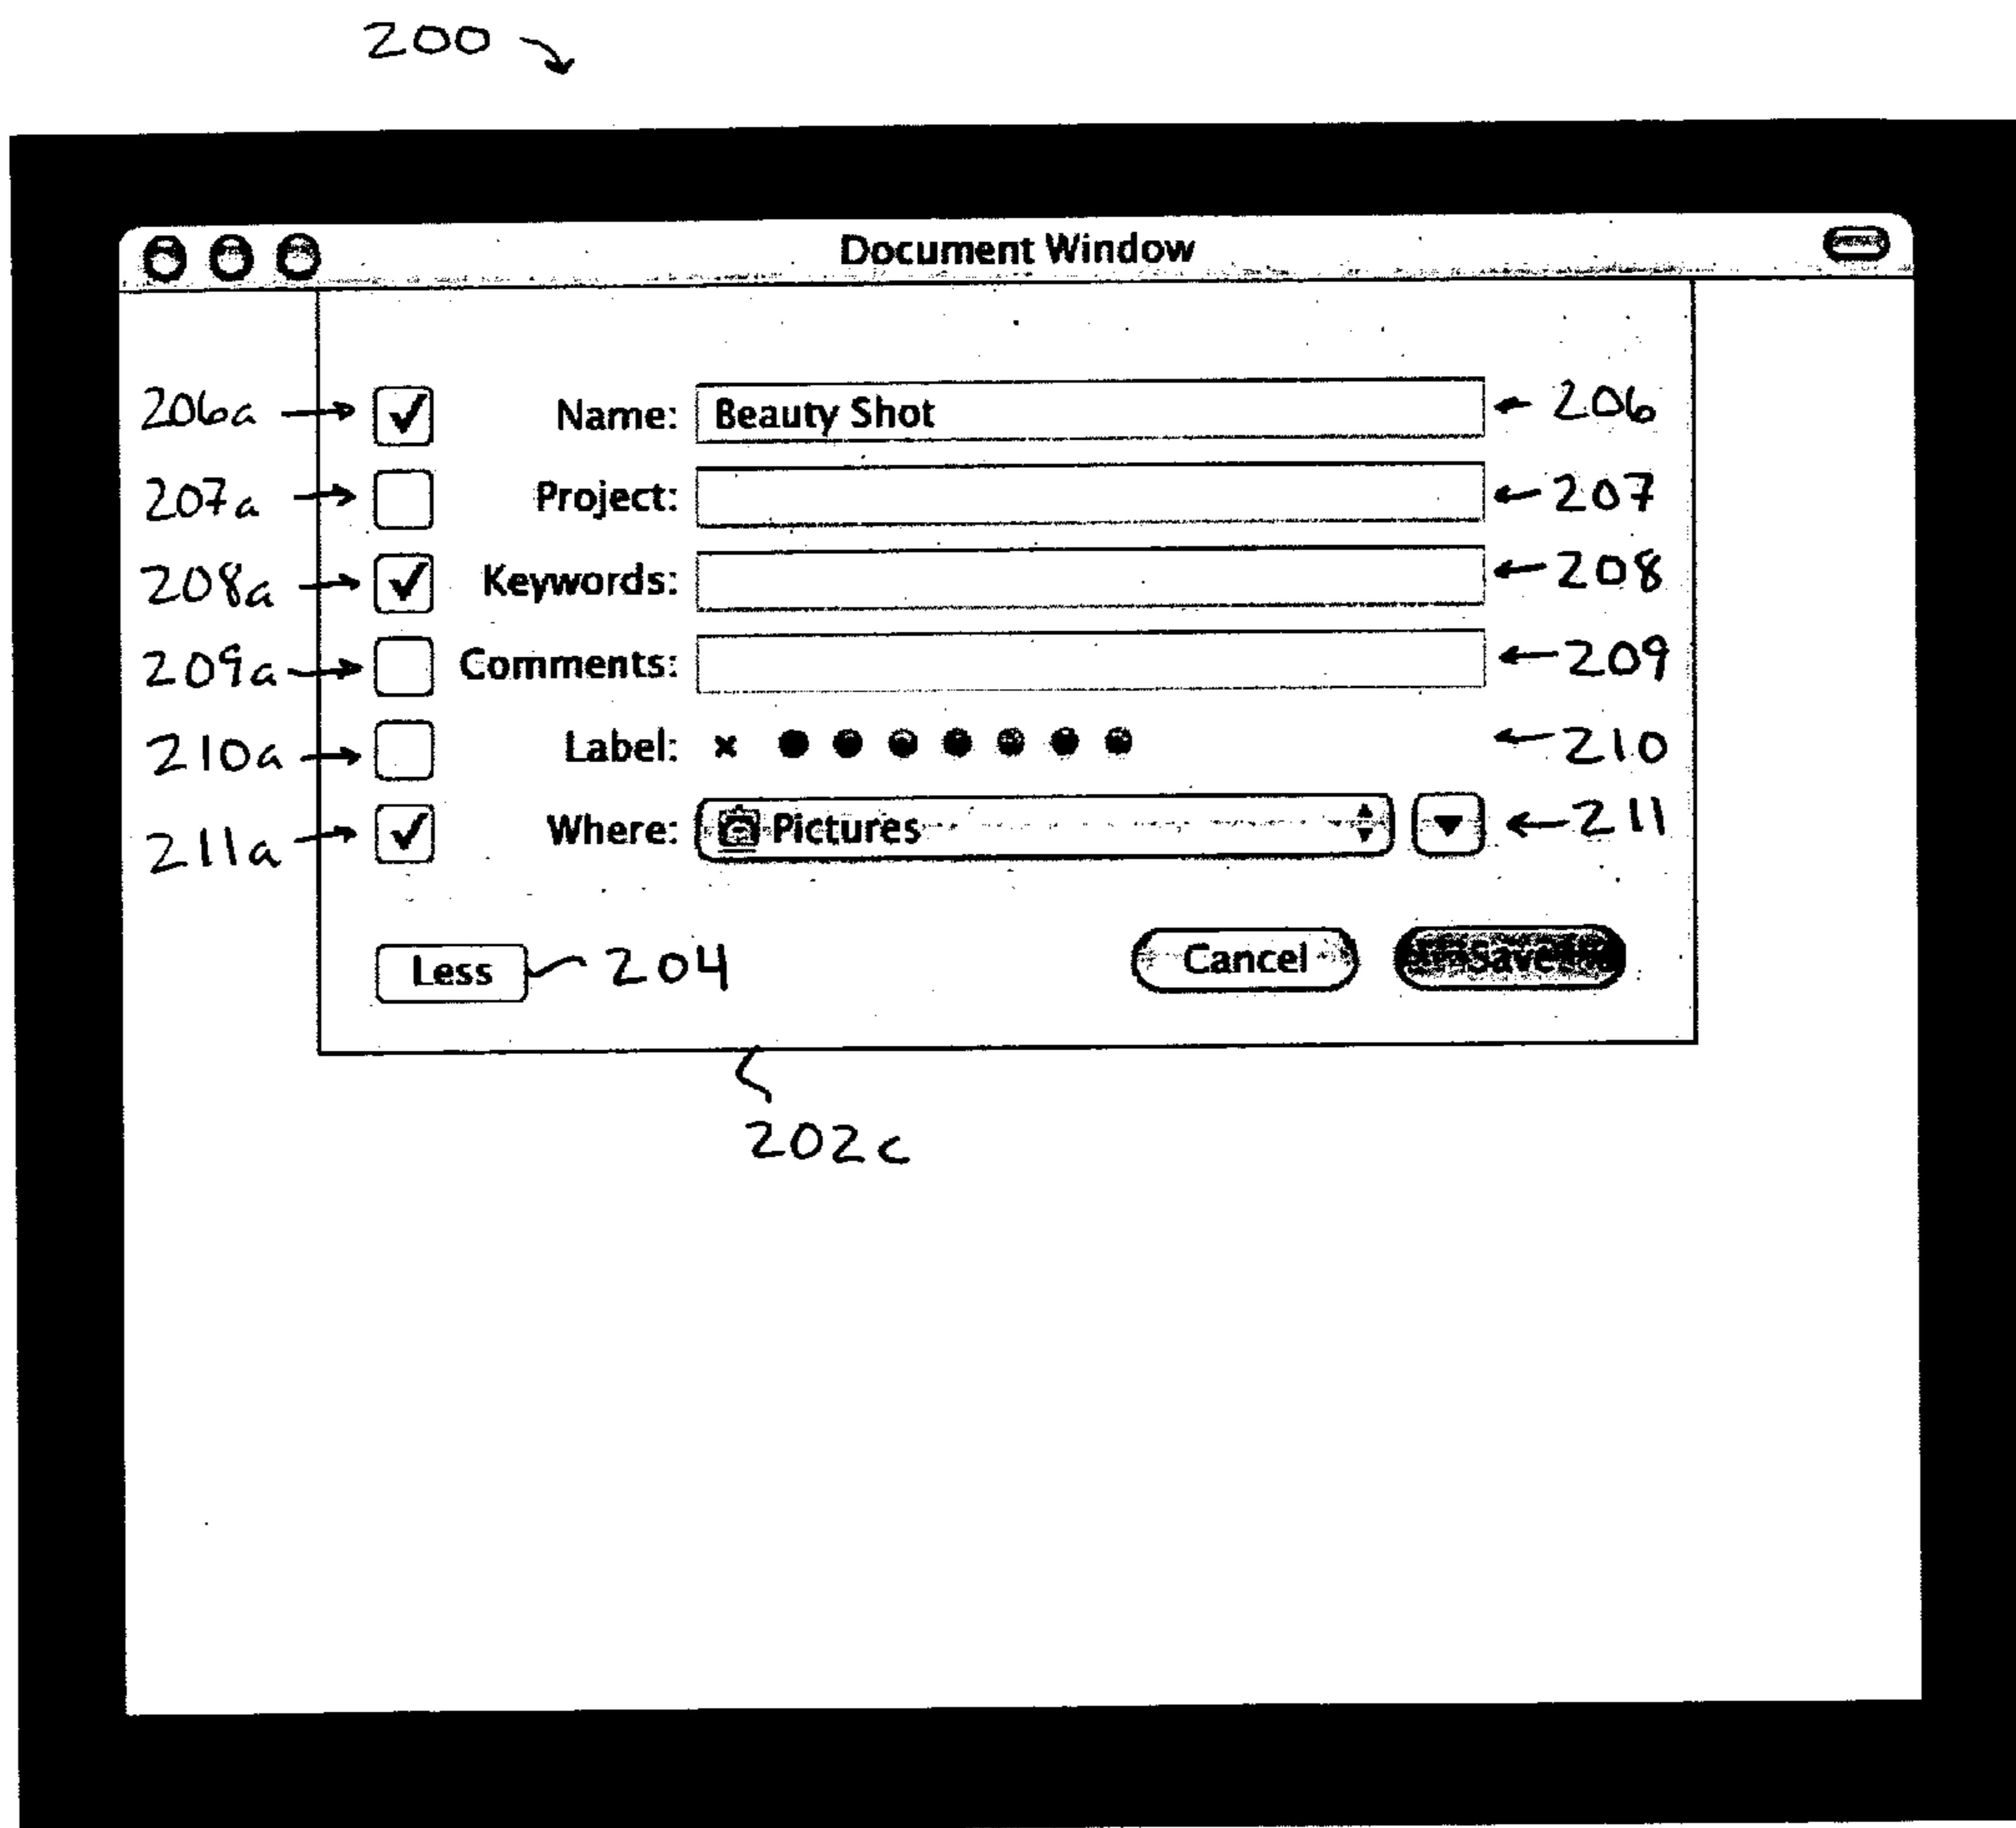 200
Document Window
206a Name: Beauty Shot 206
207a Project: 207
208a Keywords: 208
209a Comments: 209
210a Label: × 210
211a Where: Pictures 211
Less 204 Cancel Save
202c